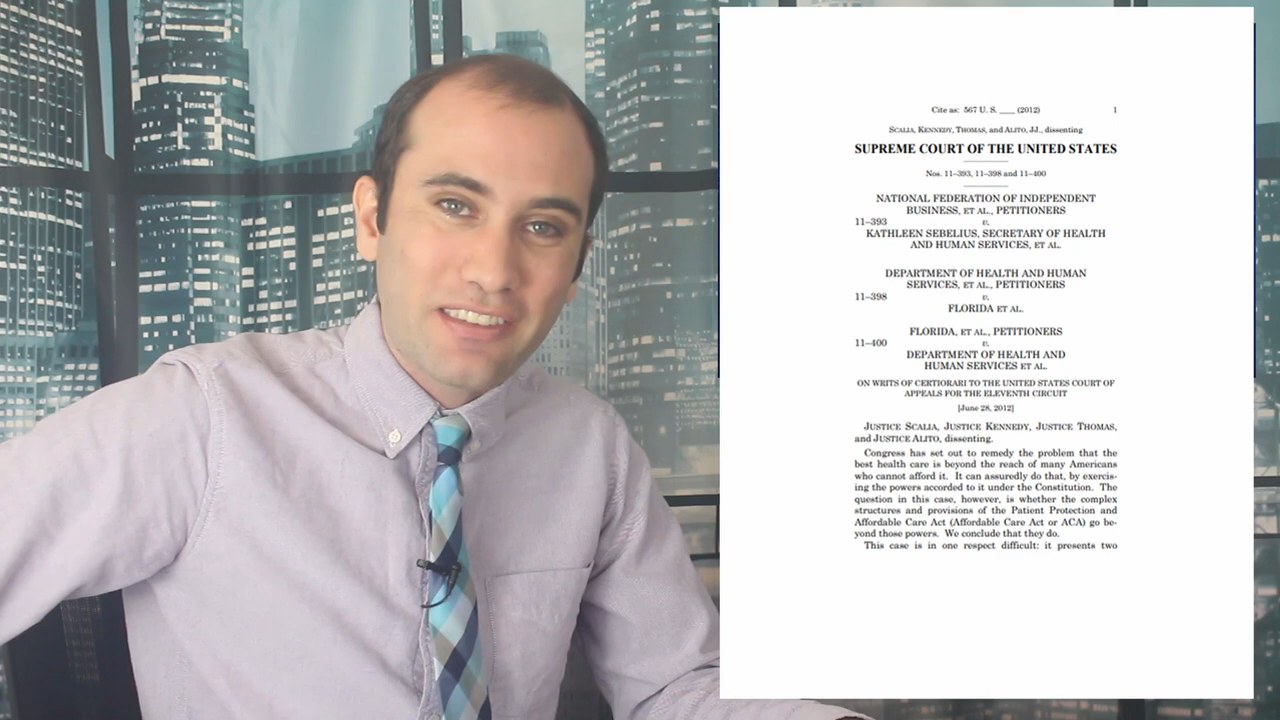 Cite as: 567 U. S. ____ (2012) 1
SCALIA, KENNEDY, THOMAS, and ALITO, JJ., dissenting
SUPREME COURT OF THE UNITED STATES
Nos. 11–393, 11–398 and 11–400
NATIONAL FEDERATION OF INDEPENDENT
BUSINESS, ET AL., PETITIONERS
11–393 v.
KATHLEEN SEBELIUS, SECRETARY OF HEALTH
AND HUMAN SERVICES, ET AL.
DEPARTMENT OF HEALTH AND HUMAN
SERVICES, ET AL., PETITIONERS
11–398 v.
FLORIDA ET AL.
FLORIDA, ET AL., PETITIONERS
11–400 v.
DEPARTMENT OF HEALTH AND
HUMAN SERVICES ET AL.
ON WRITS OF CERTIORARI TO THE UNITED STATES COURT OF
APPEALS FOR THE ELEVENTH CIRCUIT
[June 28, 2012]
JUSTICE SCALIA, JUSTICE KENNEDY, JUSTICE THOMAS,
and JUSTICE ALITO, dissenting.
Congress has set out to remedy the problem that the
best health care is beyond the reach of many Americans
who cannot afford it. It can assuredly do that, by exercis-
ing the powers accorded to it under the Constitution. The
question in this case, however, is whether the complex
structures and provisions of the Patient Protection and
Affordable Care Act (Affordable Care Act or ACA) go be-
yond those powers. We conclude that they do.
This case is in one respect difficult: it presents two